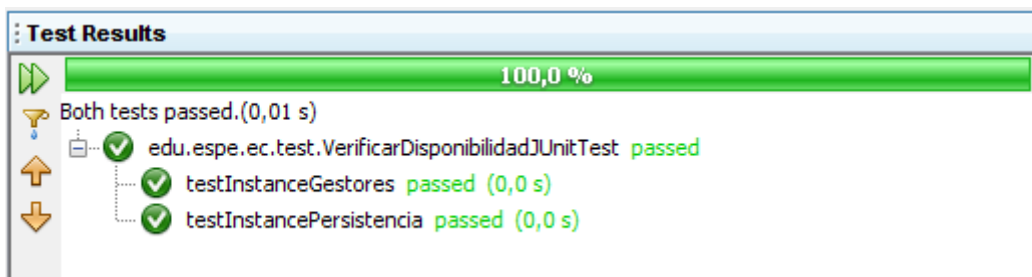 Test Results
100,0 %
Both tests passed.(0,01 s)
edu.espe.ec.test.VerificarDisponibilidadJUnitTest passed
testInstanceGestores passed (0,0 s)
testInstancePersistencia passed (0,0 s)